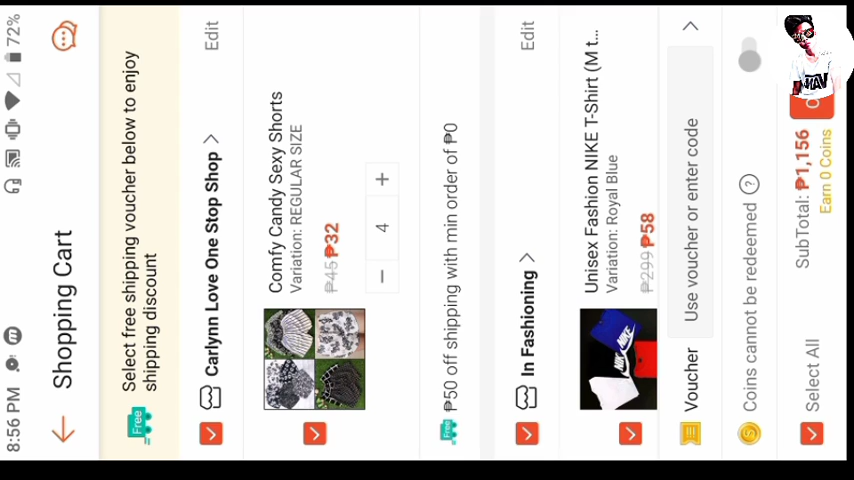 8:56 PM 72%
Shopping Cart
Free Select free shipping voucher below to enjoy
shipping discount
Carlynn Love One Stop Shop > Edit
Comfy Candy Sexy Shorts
Variation: REGULAR SIZE
₱45 ₱32
− 4 +
Free ₱50 off shipping with min order of ₱0
In Fashioning > Edit
Unisex Fashion NIKE T-Shirt (M t...
Variation: Royal Blue
₱299 ₱58
NIKE
Voucher Use voucher or enter code >
Coins cannot be redeemed ?
Select All SubTotal: ₱1,156
Earn 0 Coins